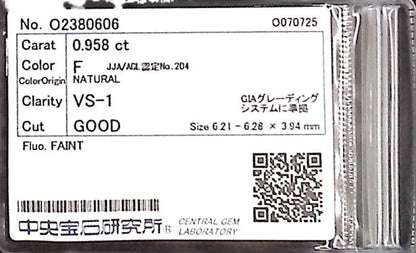 No. O2380606 O070725
Carat 0.958 ct
Color F JJA/AGL認定No.204
ColorOrigin NATURAL
Clarity VS-1 GIAグレーディング
システムに準拠
Cut GOOD Size 6.21 - 6.28 × 3.94 mm
Fluo. FAINT
中央宝石研究所® CENTRAL GEM
LABORATORY